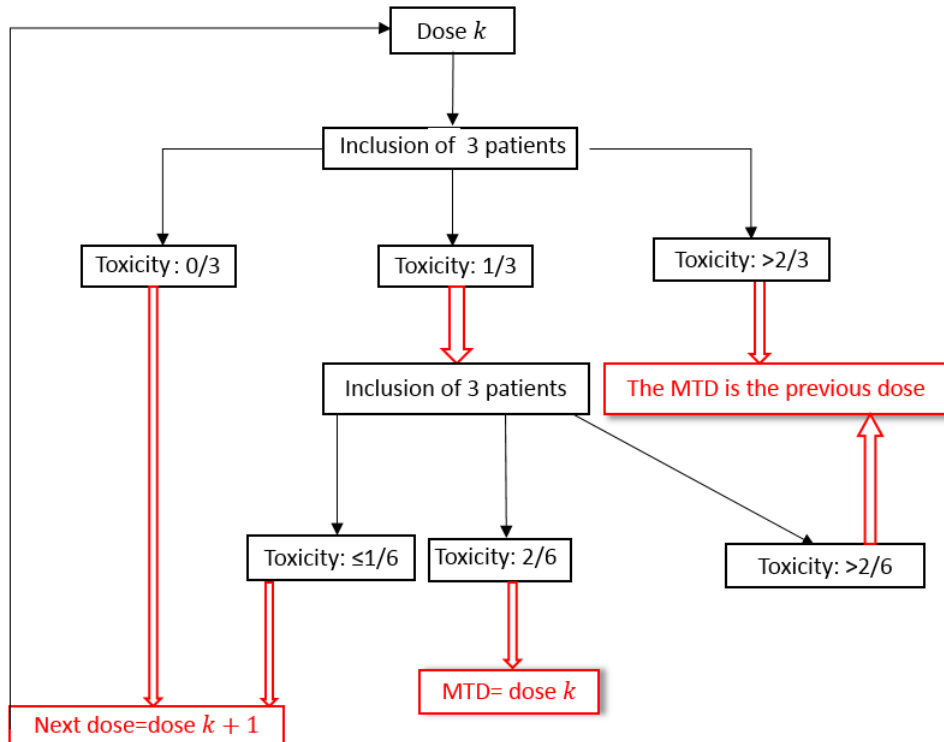 Dose k
Inclusion of 3 patients
Toxicity: 0/3
Toxicity: 1/3
Toxicity: >2/3
Inclusion of 3 patients
The MTD is the previous dose
Toxicity: ≤1/6
Toxicity: 2/6
Toxicity: >2/6
MTD= dose k
Next dose=dose k + 1